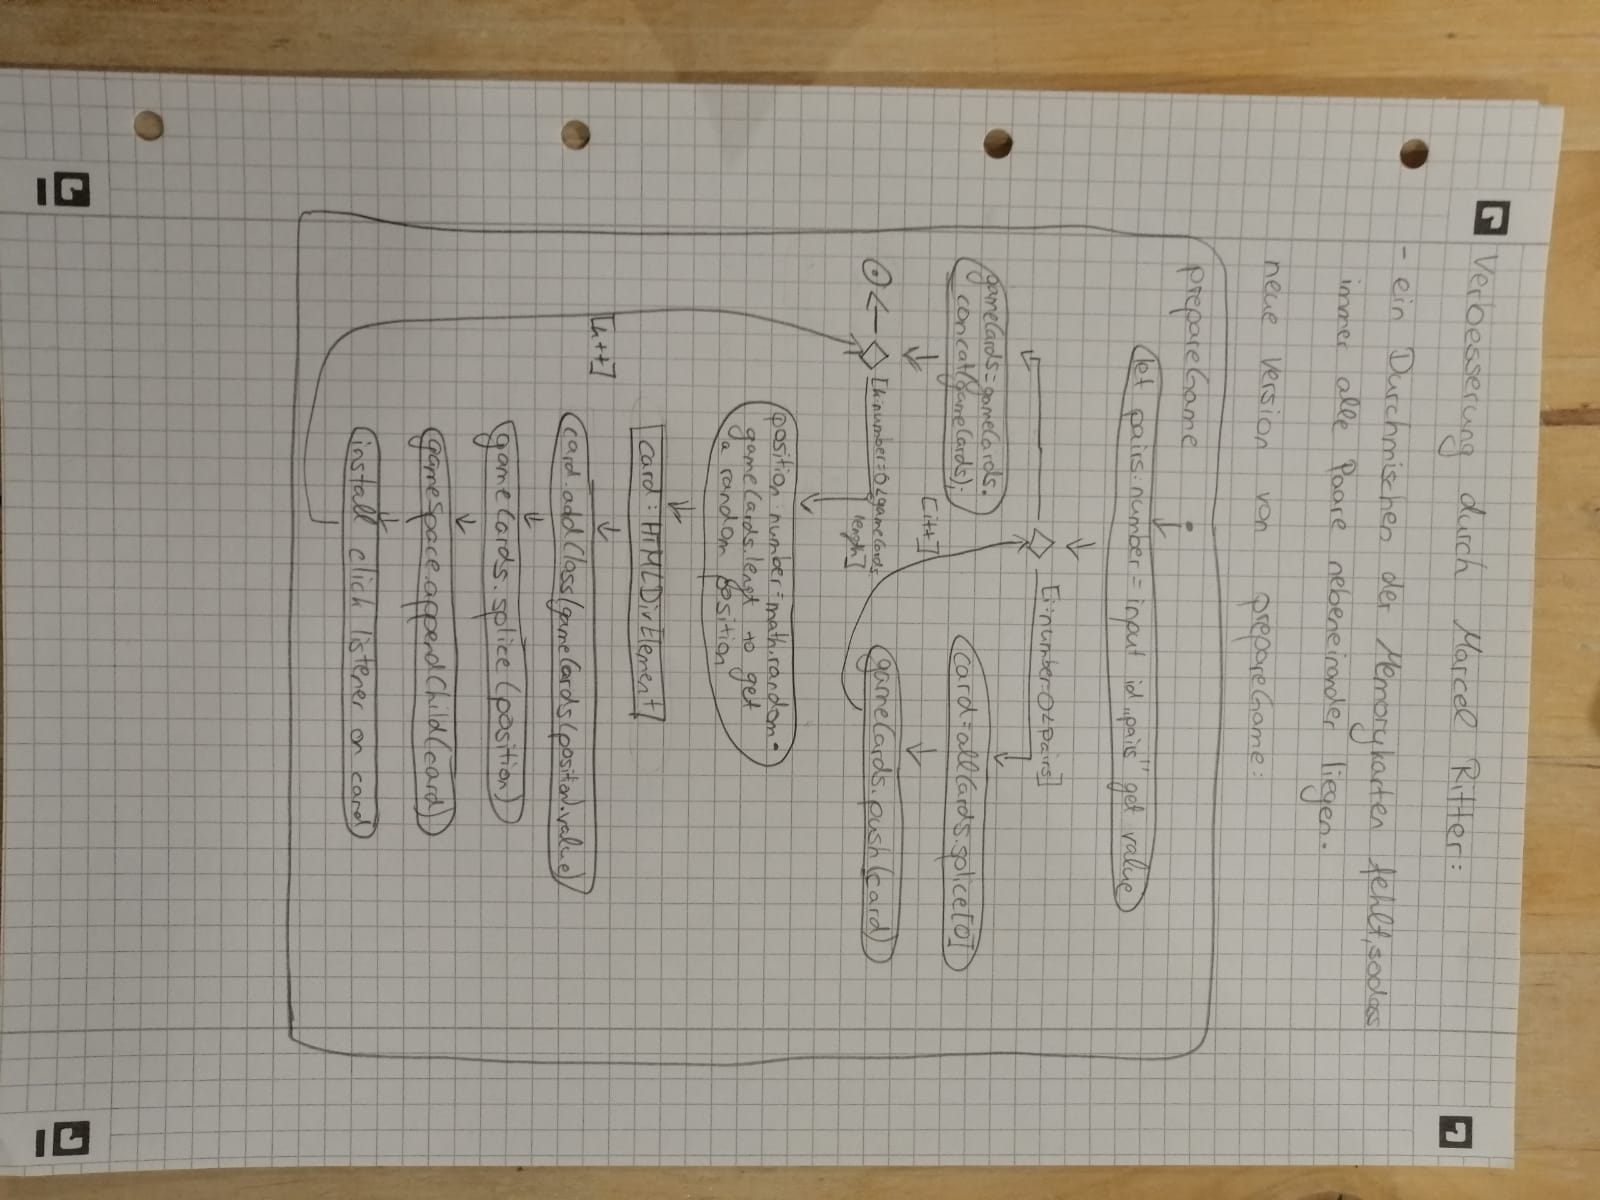 Verbesserung durch Marcel Ritter:
- ein Durchmischen der Memorykarten fehlt, sodass
immer alle Paare nebeneinander liegen.
neue Version von prepareGame:
prepareGame
let pairs:number = input id "pais" get value
[i:number=0<pairs]
gameCards=gameCards.
concat(gameCards);
card=allCards.splice[0]
[i++]
gameCards.push(card)
[h:number=0<gameCards.
length]
position:number=math.random*
gameCards.lengt to get
a random position
card: HTMLDivElement
[h++]
card.addClass(gameCards(position).value)
gameCards.splice(position)
gameSpace.appendChild(card)
install click listener on card